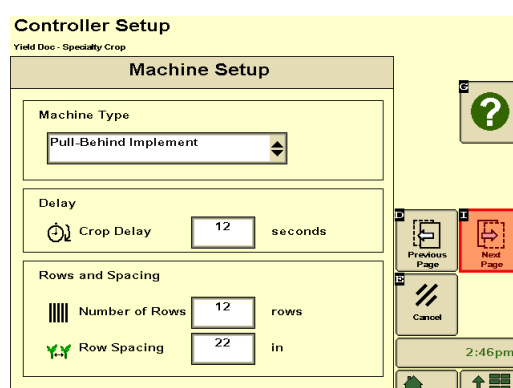 Controller Setup
Yield Doc - Specialty Crop
Machine Setup
Machine Type
Pull-Behind Implement
Delay
Crop Delay 12 seconds
Rows and Spacing
Number of Rows 12 rows
Row Spacing 22 in
G
?
D
Previous
Page
I
Next
Page
E
Cancel
2:46pm